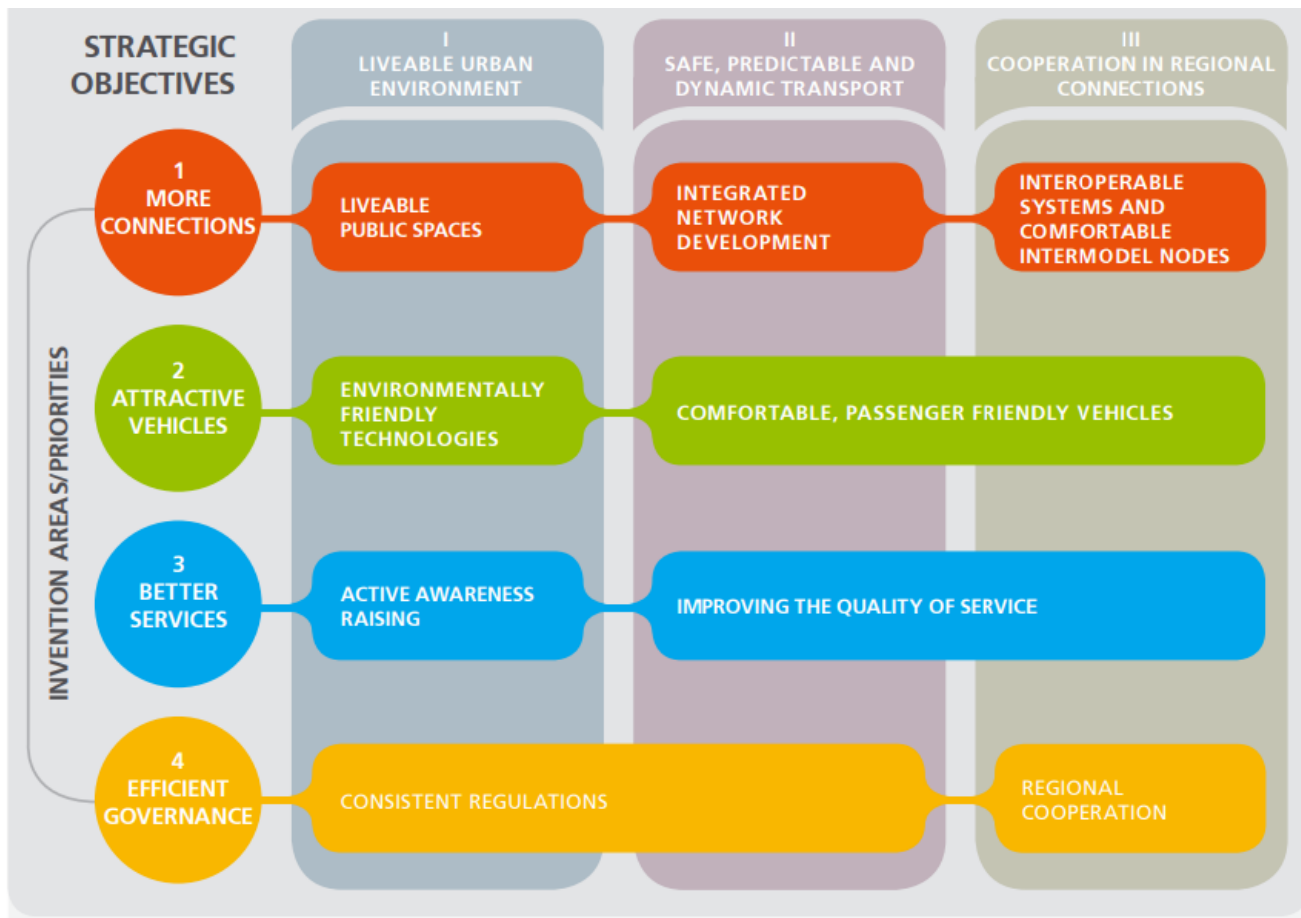 STRATEGIC
OBJECTIVES
I
LIVEABLE URBAN
ENVIRONMENT
II
SAFE, PREDICTABLE AND
DYNAMIC TRANSPORT
III
COOPERATION IN REGIONAL
CONNECTIONS
INVENTION AREAS/PRIORITIES
1
MORE
CONNECTIONS
LIVEABLE
PUBLIC SPACES
INTEGRATED
NETWORK
DEVELOPMENT
INTEROPERABLE
SYSTEMS AND
COMFORTABLE
INTERMODEL NODES
2
ATTRACTIVE
VEHICLES
ENVIRONMENTALLY
FRIENDLY
TECHNOLOGIES
COMFORTABLE, PASSENGER FRIENDLY VEHICLES
3
BETTER
SERVICES
ACTIVE AWARENESS
RAISING
IMPROVING THE QUALITY OF SERVICE
4
EFFICIENT
GOVERNANCE
CONSISTENT REGULATIONS
REGIONAL
COOPERATION